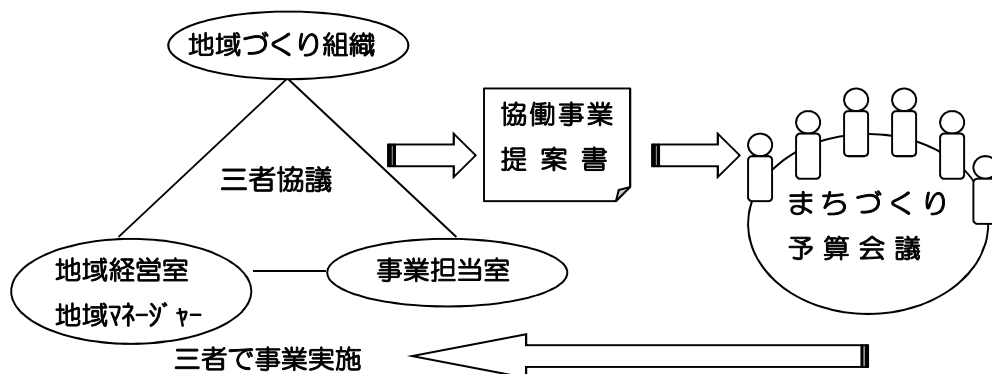 地域づくり組織
三者協議
地域経営室
地域ﾏﾈｰｼﾞｬｰ
事業担当室
協働事業
提案書
まちづくり
予算会議
三者で事業実施